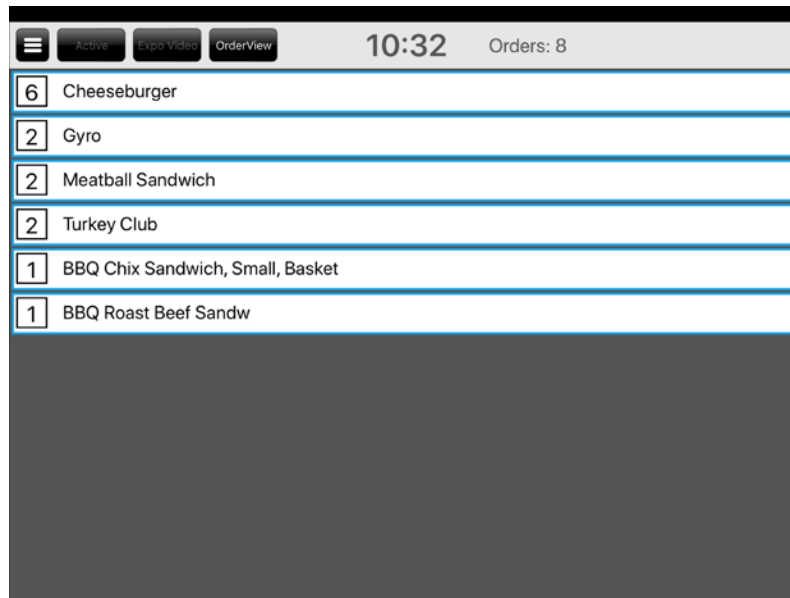 Active Expo Video OrderView 10:32 Orders: 8
6 Cheeseburger
2 Gyro
2 Meatball Sandwich
2 Turkey Club
1 BBQ Chix Sandwich, Small, Basket
1 BBQ Roast Beef Sandw